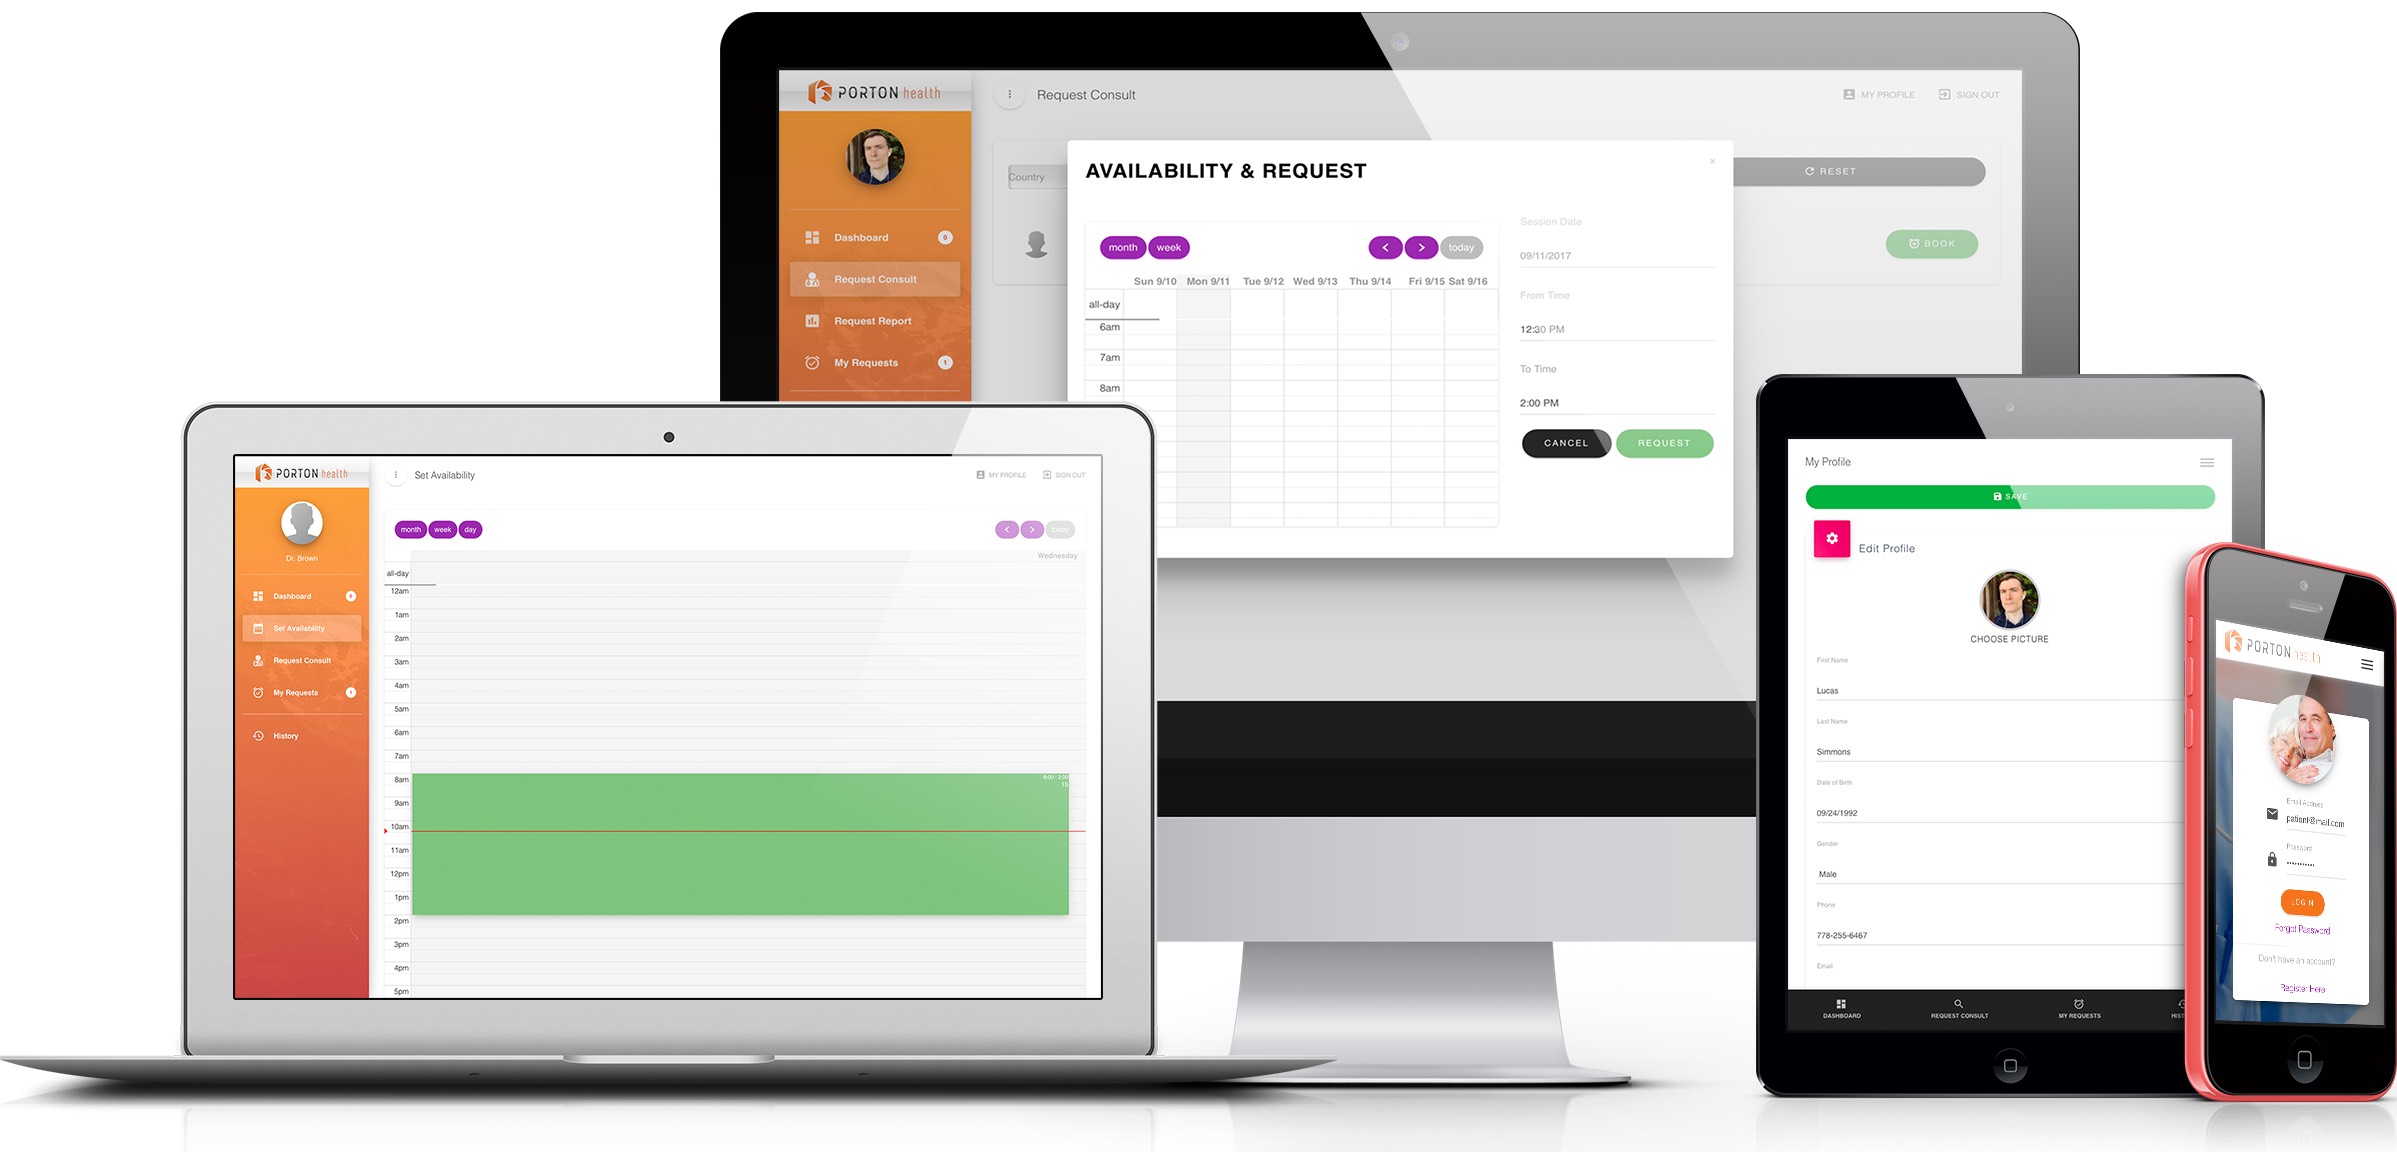 PORTON health
Request Consult
MY PROFILE
SIGN OUT
Dashboard 0
Request Consult
Request Report
My Requests 1
Country
RESET
BOOK
AVAILABILITY & REQUEST
×
month week
< > today
Sun 9/10 Mon 9/11 Tue 9/12 Wed 9/13 Thu 9/14 Fri 9/15 Sat 9/16
all-day
6am
7am
8am
Session Date
09/11/2017
From Time
12:30 PM
To Time
2:00 PM
CANCEL
REQUEST
PORTON health
Set Availability
MY PROFILE
SIGN OUT
Dr. Brown
Dashboard 0
Set Availability
Request Consult
My Requests 1
History
month week day
< > today
Wednesday
all-day
12am
1am
2am
3am
4am
5am
6am
7am
8am
8:00 - 2:00
15
9am
10am
11am
12pm
1pm
2pm
3pm
4pm
5pm
My Profile
SAVE
Edit Profile
CHOOSE PICTURE
First Name
Lucas
Last Name
Simmons
Date of Birth
09/24/1992
Gender
Male
Phone
778-255-6467
Email
DASHBOARD
REQUEST CONSULT
MY REQUESTS
HIST
PORTON health
Email Address
patient@mail.com
Password
LOG IN
Forgot Password
Don't have an account?
Register Here